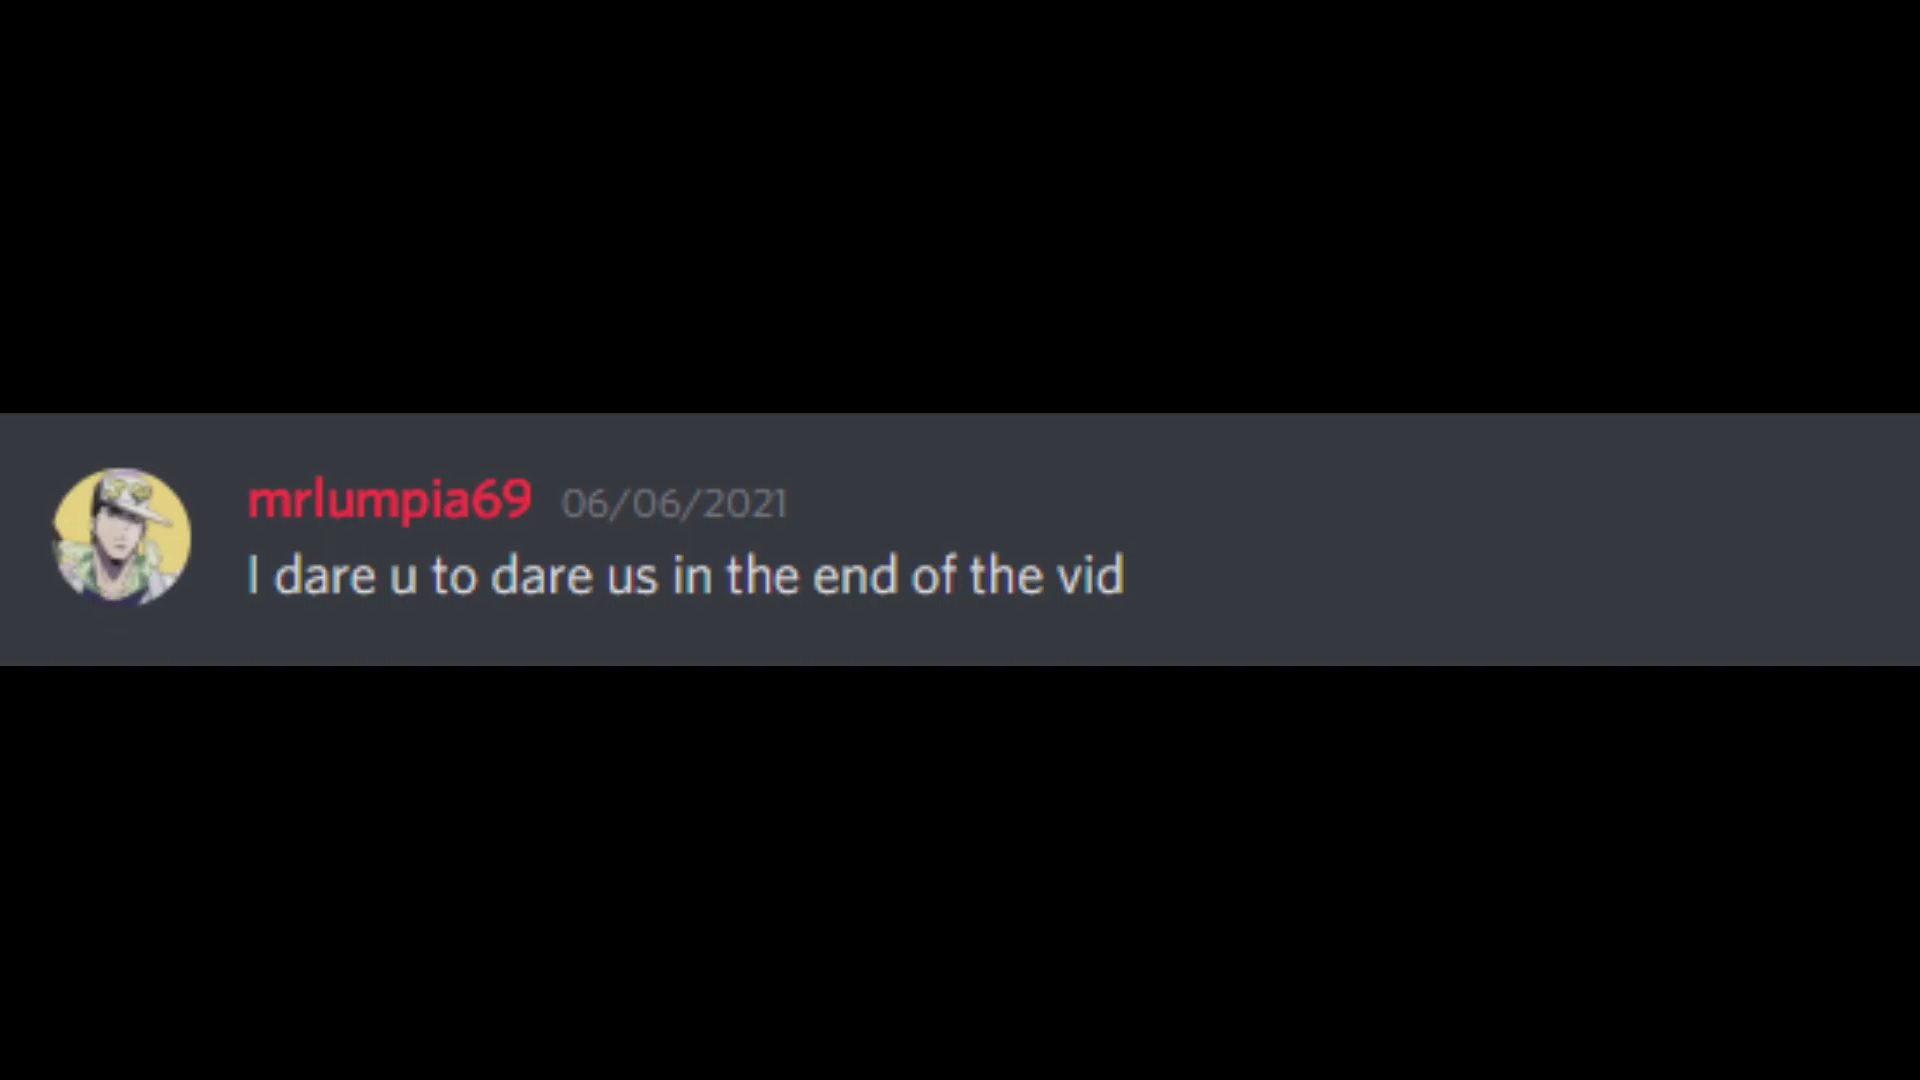 mrlumpia69 06/06/2021
I dare u to dare us in the end of the vid